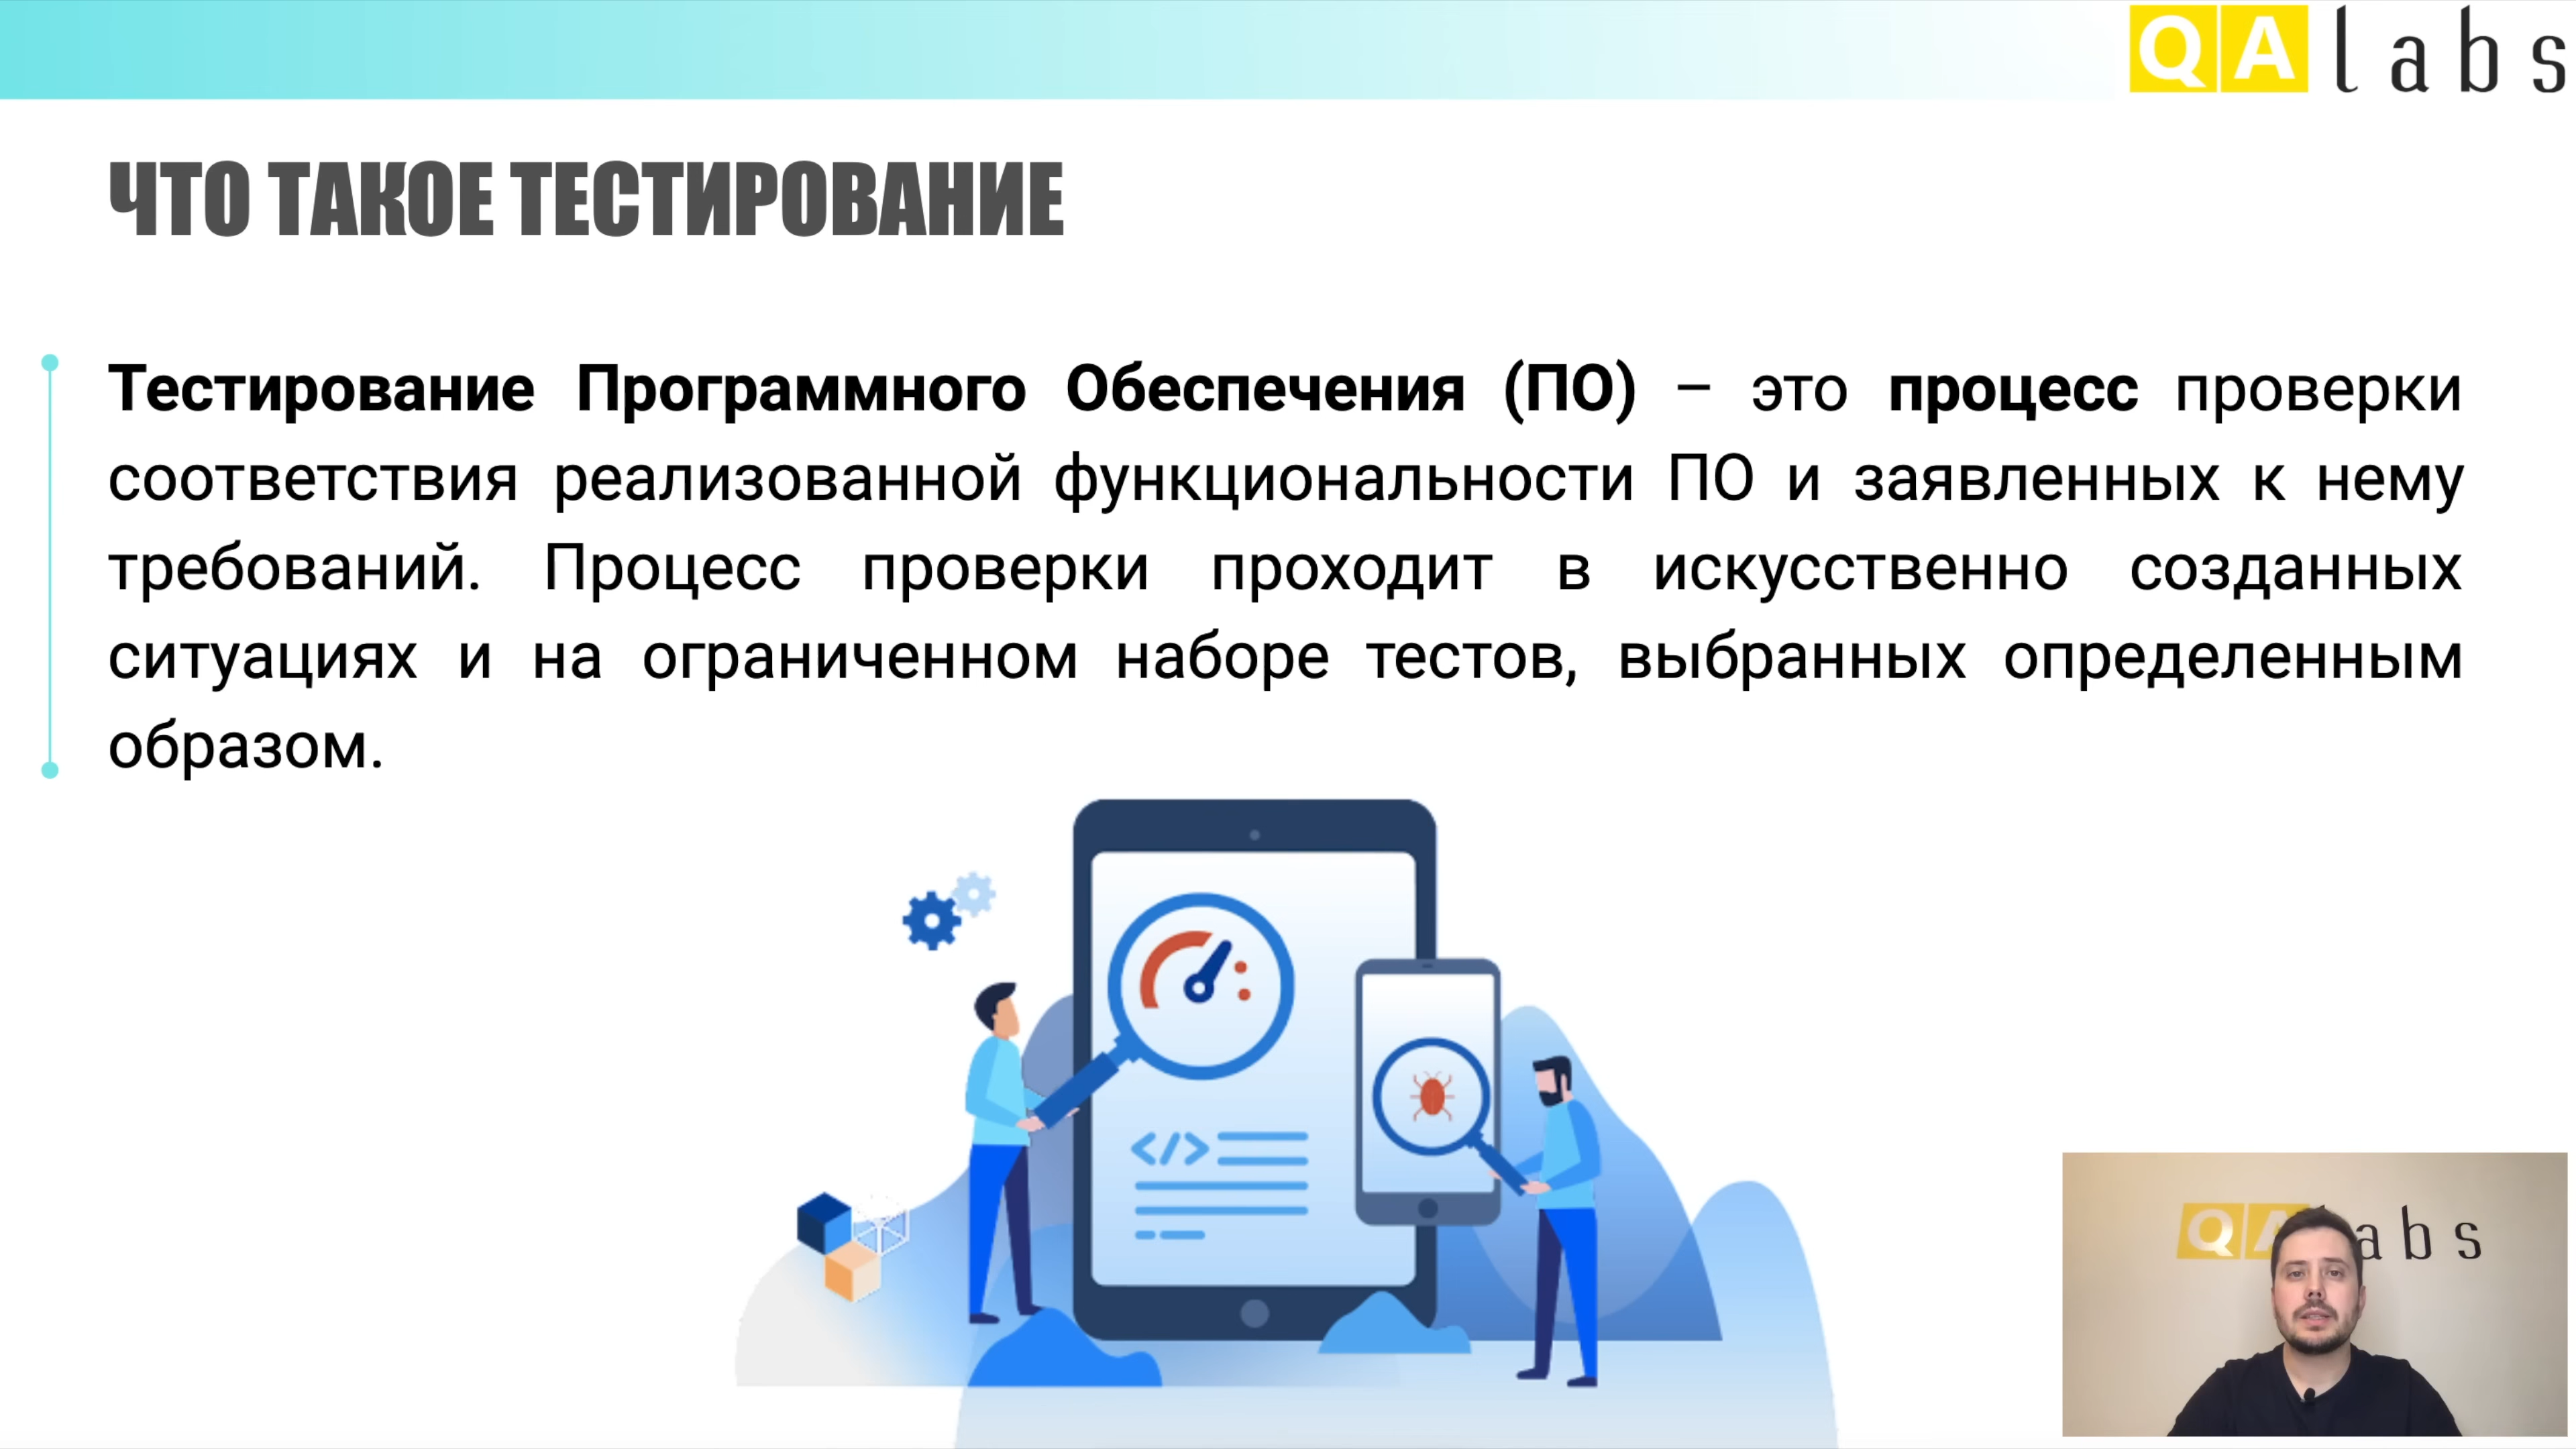 QA labs
ЧТО ТАКОЕ ТЕСТИРОВАНИЕ
Тестирование Программного Обеспечения (ПО) – это процесс проверки
соответствия реализованной функциональности ПО и заявленных к нему
требований. Процесс проверки проходит в искусственно созданных
ситуациях и на ограниченном наборе тестов, выбранных определенным
образом.
</>
QA abs